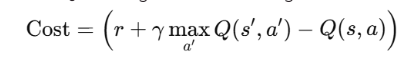 Cost = (r + γ max_{a′} Q(s′, a′) − Q(s, a))